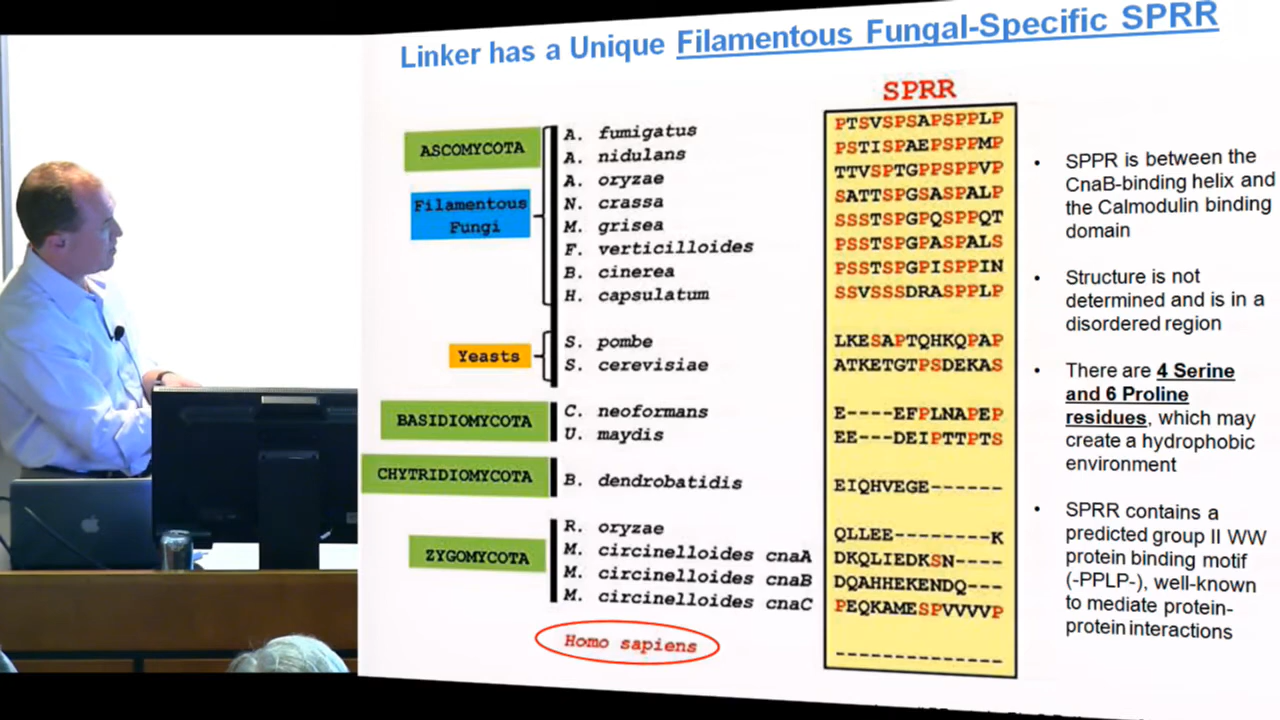 Linker has a Unique Filamentous Fungal-Specific SPRR
SPRR
ASCOMYCOTA
Filamentous
Fungi
A. fumigatus PTSVSPSAPSPPLP
A. nidulans PSTISPAEPSPPMP
A. oryzae TTVSPTGPPSPPVP
N. crassa SATTSPGSASPALP
M. grisea SSSTSPGPQSPPQT
F. verticilloides PSSTSPGPASPALS
B. cinerea PSSTSPGPISPPIN
H. capsulatum SSVSSSDRASPPLP
Yeasts
S. pombe LKESAPTQHKQPAP
S. cerevisiae ATKETGTPSDEKAS
BASIDIOMYCOTA
C. neoformans E----EFPLNAPEP
U. maydis EE---DEIPTTPTS
CHYTRIDIOMYCOTA
B. dendrobatidis EIQHVEGE------
ZYGOMYCOTA
R. oryzae QLLEE--------K
M. circinelloides cnaA DKQLIEDKSN----
M. circinelloides cnaB DQAHHEKENDQ---
M. circinelloides cnaC PEQKAMESPVVVVP
Homo sapiens --------------
• SPPR is between the
CnaB-binding helix and
the Calmodulin binding
domain
• Structure is not
determined and is in a
disordered region
• There are 4 Serine
and 6 Proline
residues, which may
create a hydrophobic
environment
• SPRR contains a
predicted group II WW
protein binding motif
(-PPLP-), well-known
to mediate protein-
protein interactions